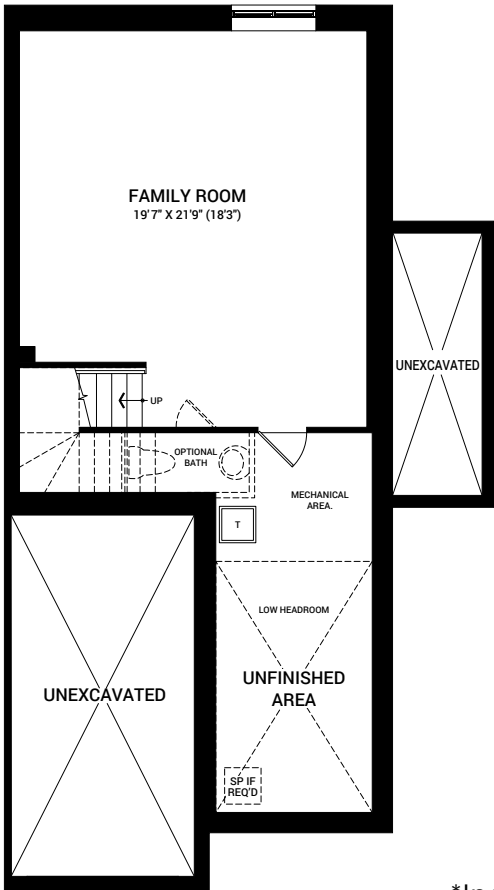 FAMILY ROOM
19'7" X 21'9" (18'3")
UNEXCAVATED
UP
OPTIONAL
BATH
MECHANICAL
AREA.
T
LOW HEADROOM
UNFINISHED
AREA
UNEXCAVATED
SP IF
REQ'D